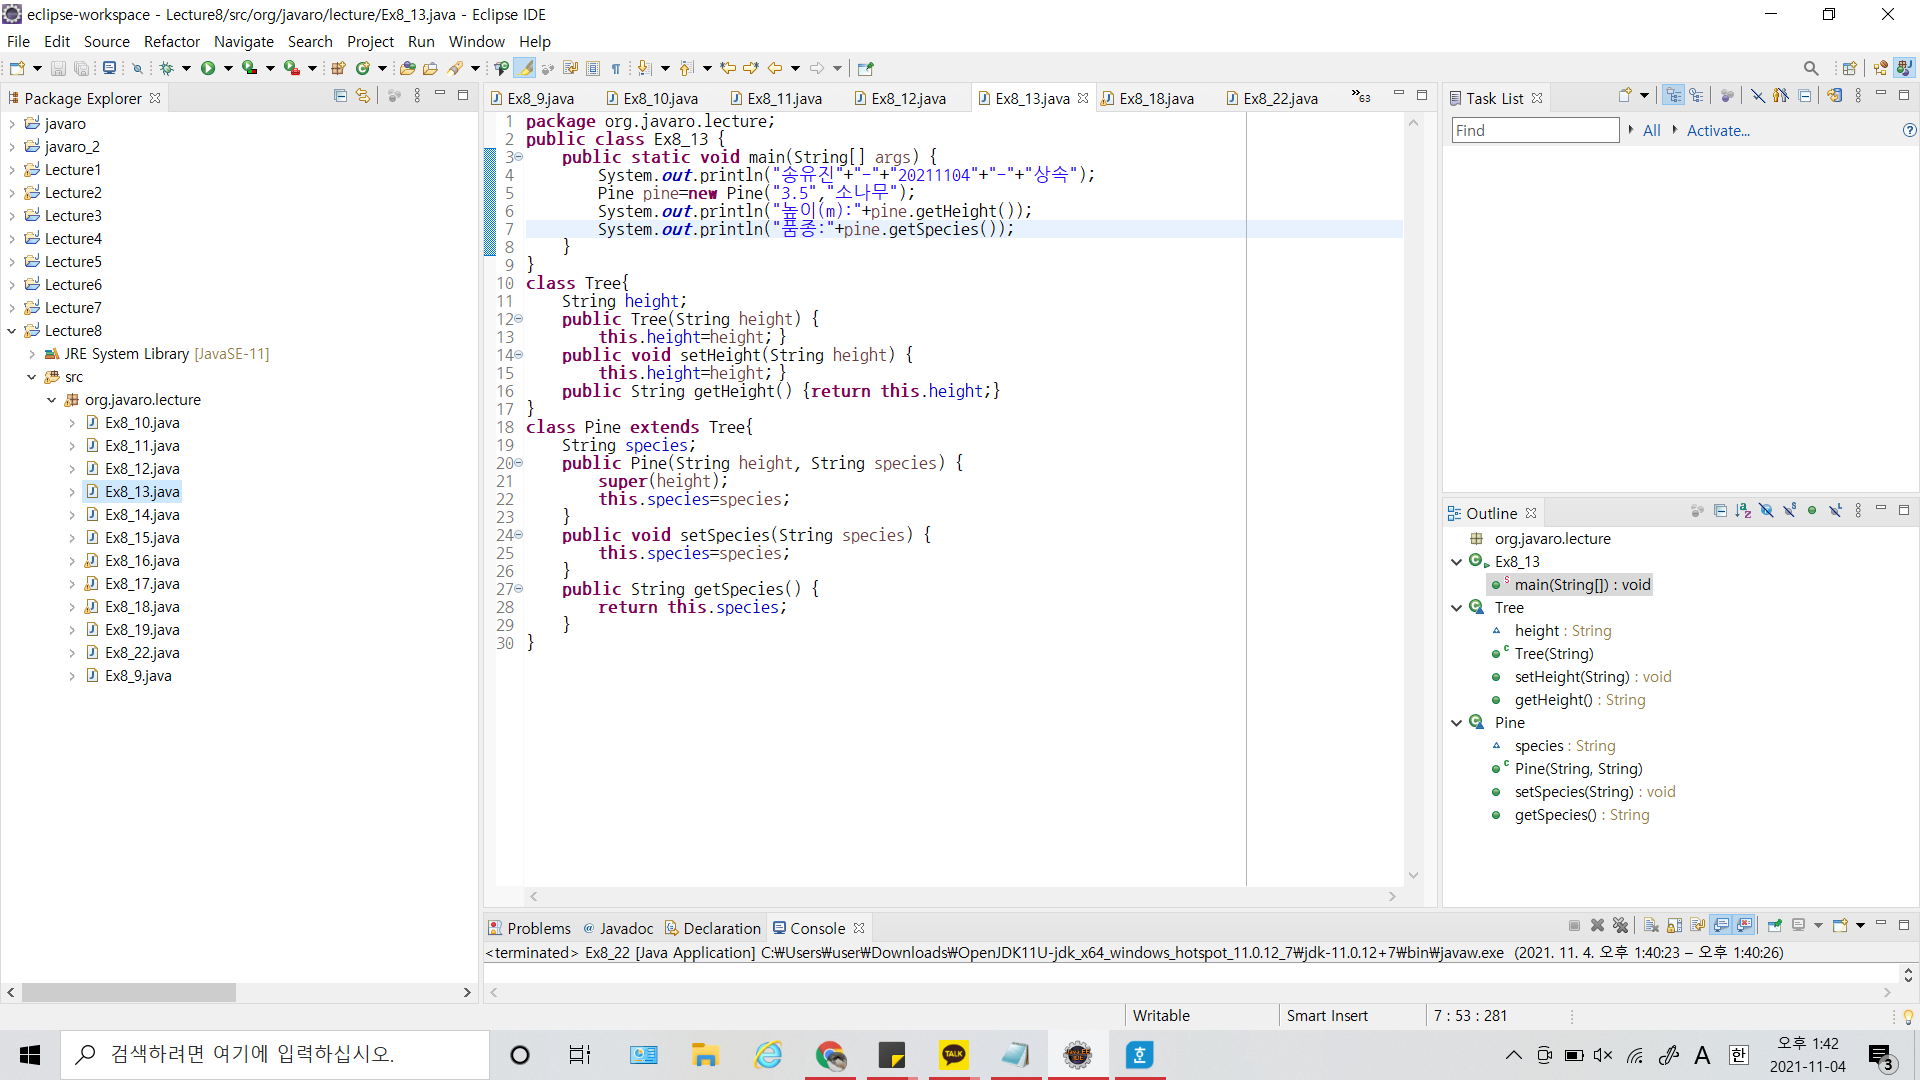 eclipse-workspace - Lecture8/src/org/javaro/lecture/Ex8_13.java - Eclipse IDE
File Edit Source Refactor Navigate Search Project Run Window Help
Package Explorer
javaro
javaro_2
Lecture1
Lecture2
Lecture3
Lecture4
Lecture5
Lecture6
Lecture7
Lecture8
JRE System Library [JavaSE-11]
src
org.javaro.lecture
Ex8_10.java
Ex8_11.java
Ex8_12.java
Ex8_13.java
Ex8_14.java
Ex8_15.java
Ex8_16.java
Ex8_17.java
Ex8_18.java
Ex8_19.java
Ex8_22.java
Ex8_9.java
Ex8_9.java Ex8_10.java Ex8_11.java Ex8_12.java Ex8_13.java Ex8_18.java Ex8_22.java »63
1 package org.javaro.lecture;
2 public class Ex8_13 {
3 public static void main(String[] args) {
4 System.out.println("송유진"+"-"+"20211104"+"-"+"상속");
5 Pine pine=new Pine("3.5","소나무");
6 System.out.println("높이(m):"+pine.getHeight());
7 System.out.println("품종:"+pine.getSpecies());
8 }
9 }
10 class Tree{
11 String height;
12 public Tree(String height) {
13 this.height=height; }
14 public void setHeight(String height) {
15 this.height=height; }
16 public String getHeight() {return this.height;}
17 }
18 class Pine extends Tree{
19 String species;
20 public Pine(String height, String species) {
21 super(height);
22 this.species=species;
23 }
24 public void setSpecies(String species) {
25 this.species=species;
26 }
27 public String getSpecies() {
28 return this.species;
29 }
30 }
Task List
Find All Activate...
Outline
org.javaro.lecture
Ex8_13
main(String[]) : void
Tree
height : String
Tree(String)
setHeight(String) : void
getHeight() : String
Pine
species : String
Pine(String, String)
setSpecies(String) : void
getSpecies() : String
Problems Javadoc Declaration Console
<terminated> Ex8_22 [Java Application] C:₩Users₩user₩Downloads₩OpenJDK11U-jdk_x64_windows_hotspot_11.0.12_7₩jdk-11.0.12+7₩bin₩javaw.exe (2021. 11. 4. 오후 1:40:23 – 오후 1:40:26)
Writable Smart Insert 7 : 53 : 281
검색하려면 여기에 입력하십시오.
TALK
A 한
오후 1:42
2021-11-04
3